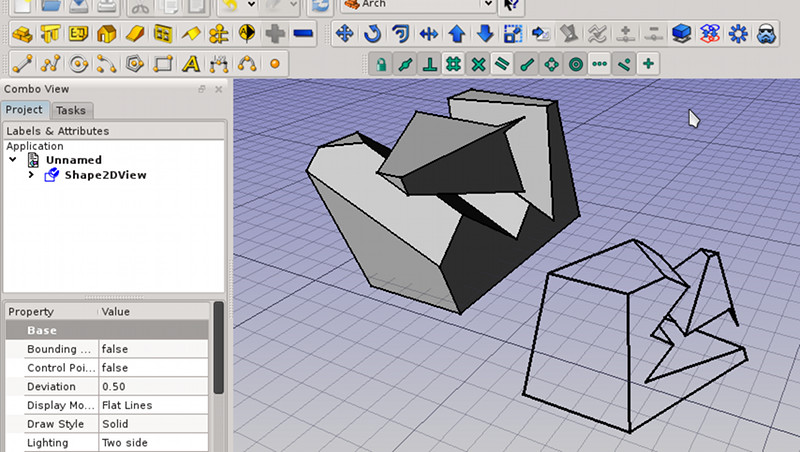 Arch
Combo View
Project Tasks
Labels & Attributes
Application
Unnamed
Shape2DView
Property Value
Base
Bounding ... false
Control Poi... false
Deviation 0.50
Display Mo... Flat Lines
Draw Style Solid
Lighting Two side